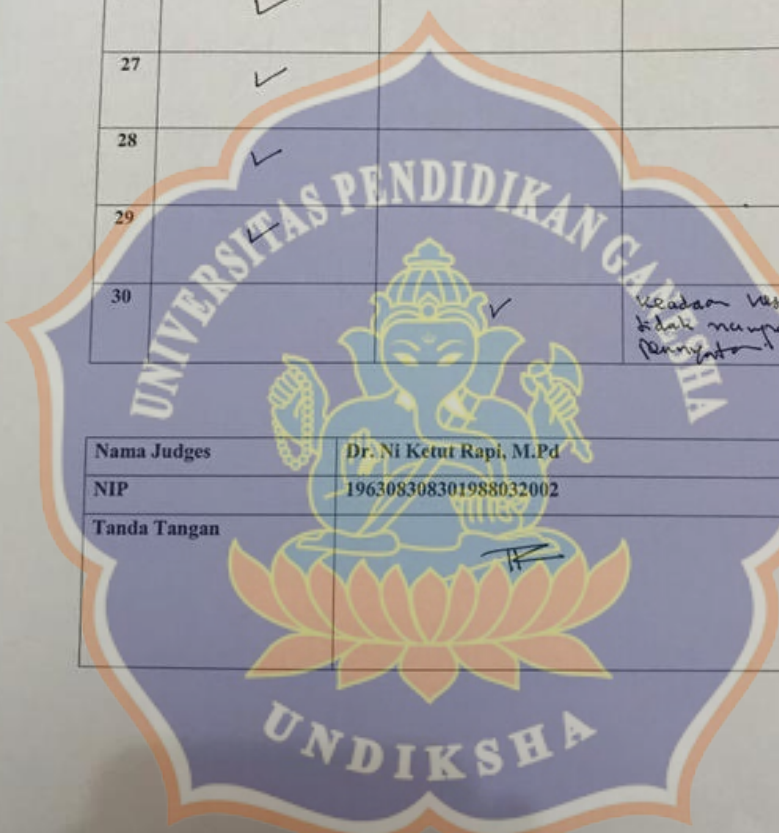 27
28
29
30
tidak
UNIVERSITAS PENDIDIKAN GANESHA
Nama Judges Dr. Ni Ketut Rapi, M.Pd
NIP 196308308301988032002
Tanda Tangan
UNDIKSHA